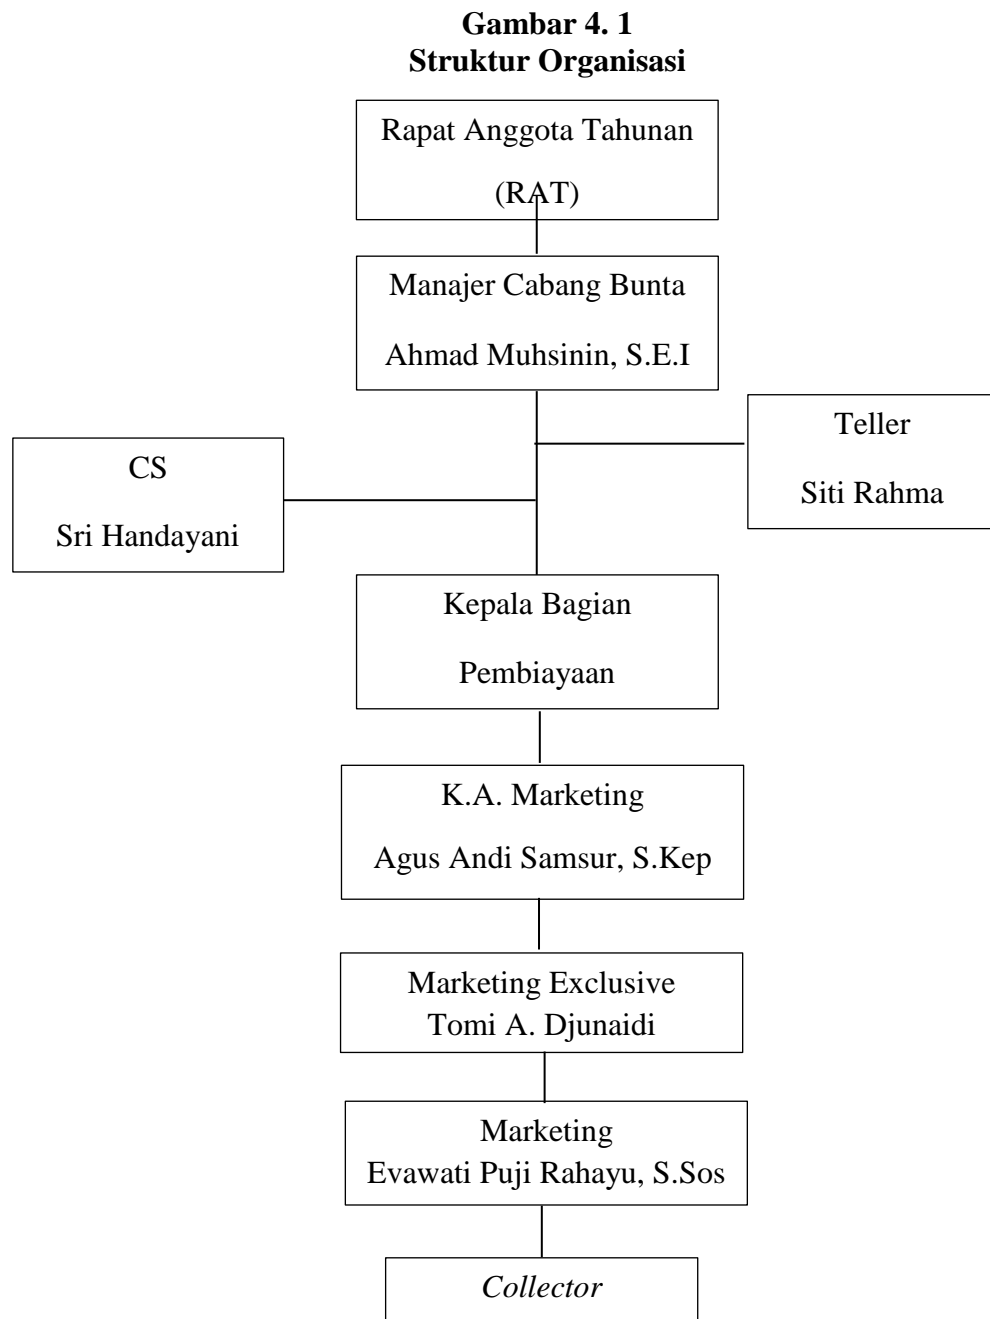 Gambar 4. 1
Struktur Organisasi
Rapat Anggota Tahunan
(RAT)
Manajer Cabang Bunta
Ahmad Muhsinin, S.E.I
Teller
Siti Rahma
CS
Sri Handayani
Kepala Bagian
Pembiayaan
K.A. Marketing
Agus Andi Samsur, S.Kep
Marketing Exclusive
Tomi A. Djunaidi
Marketing
Evawati Puji Rahayu, S.Sos
Collector